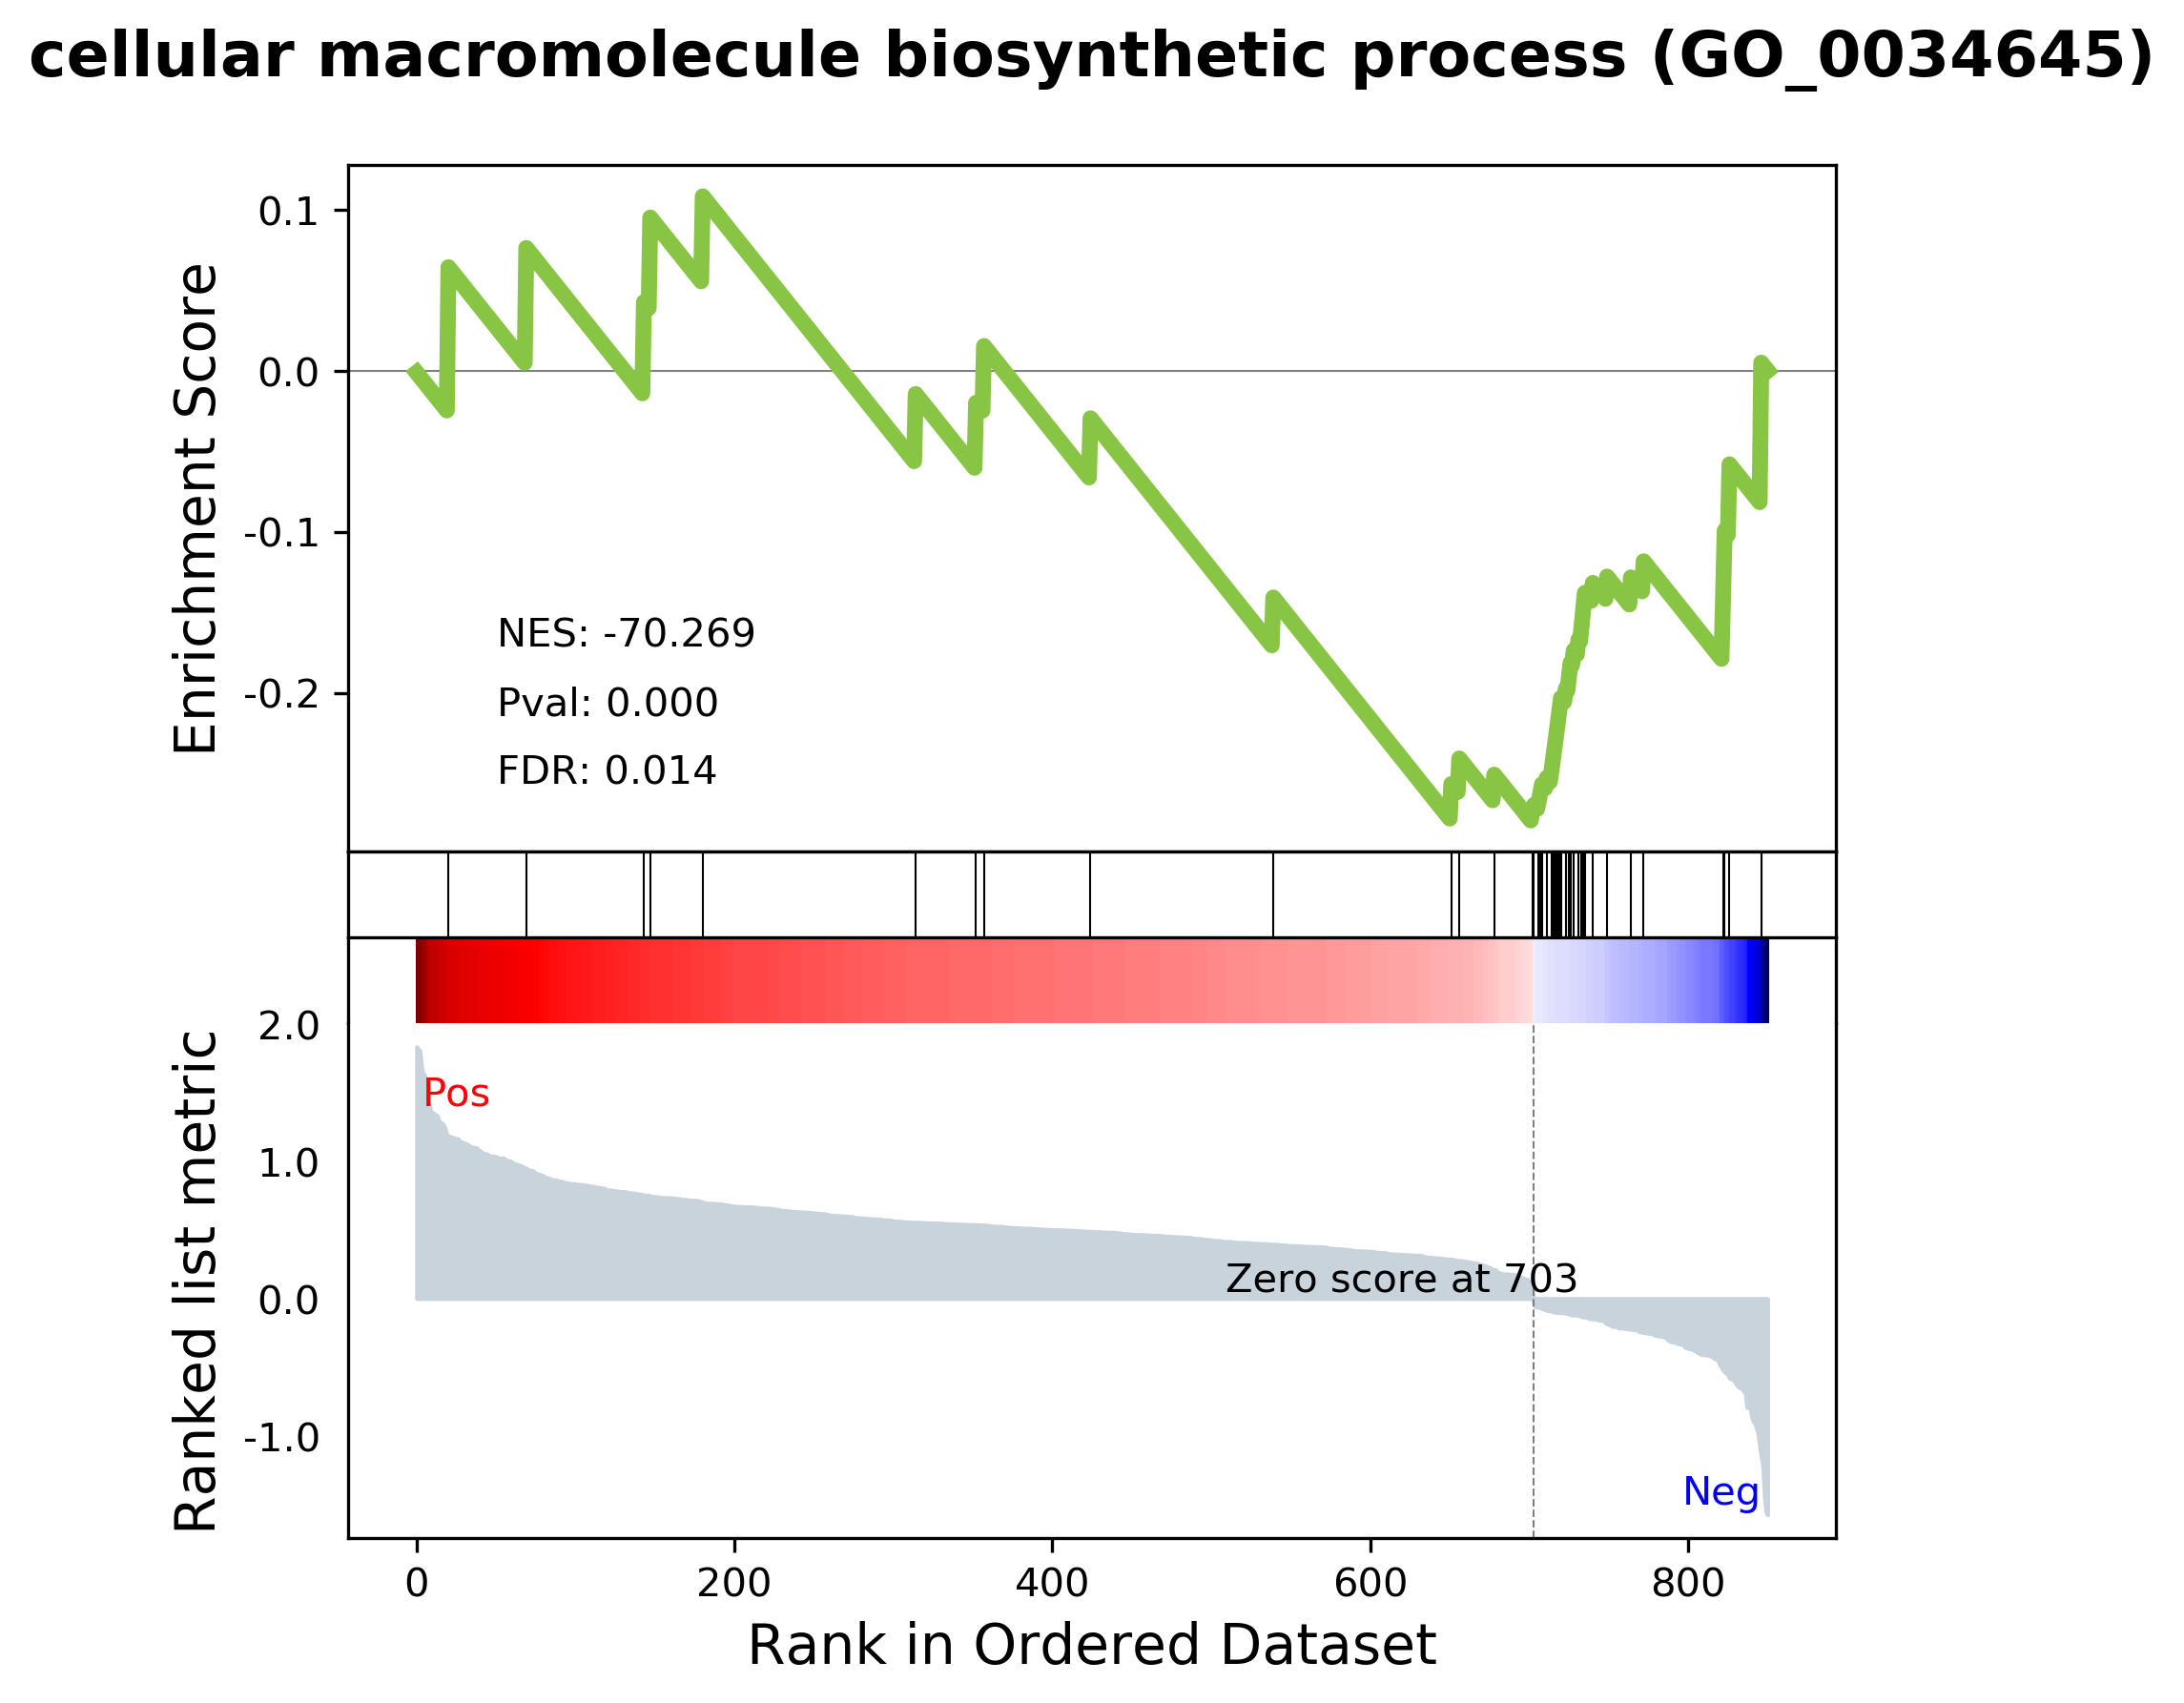 cellular macromolecule biosynthetic process (GO_0034645)
Enrichment Score
0.1
0.0
-0.1
-0.2
NES: -70.269
Pval: 0.000
FDR: 0.014
Ranked list metric
2.0
1.0
0.0
-1.0
Pos
Zero score at 703
Neg
0 200 400 600 800
Rank in Ordered Dataset